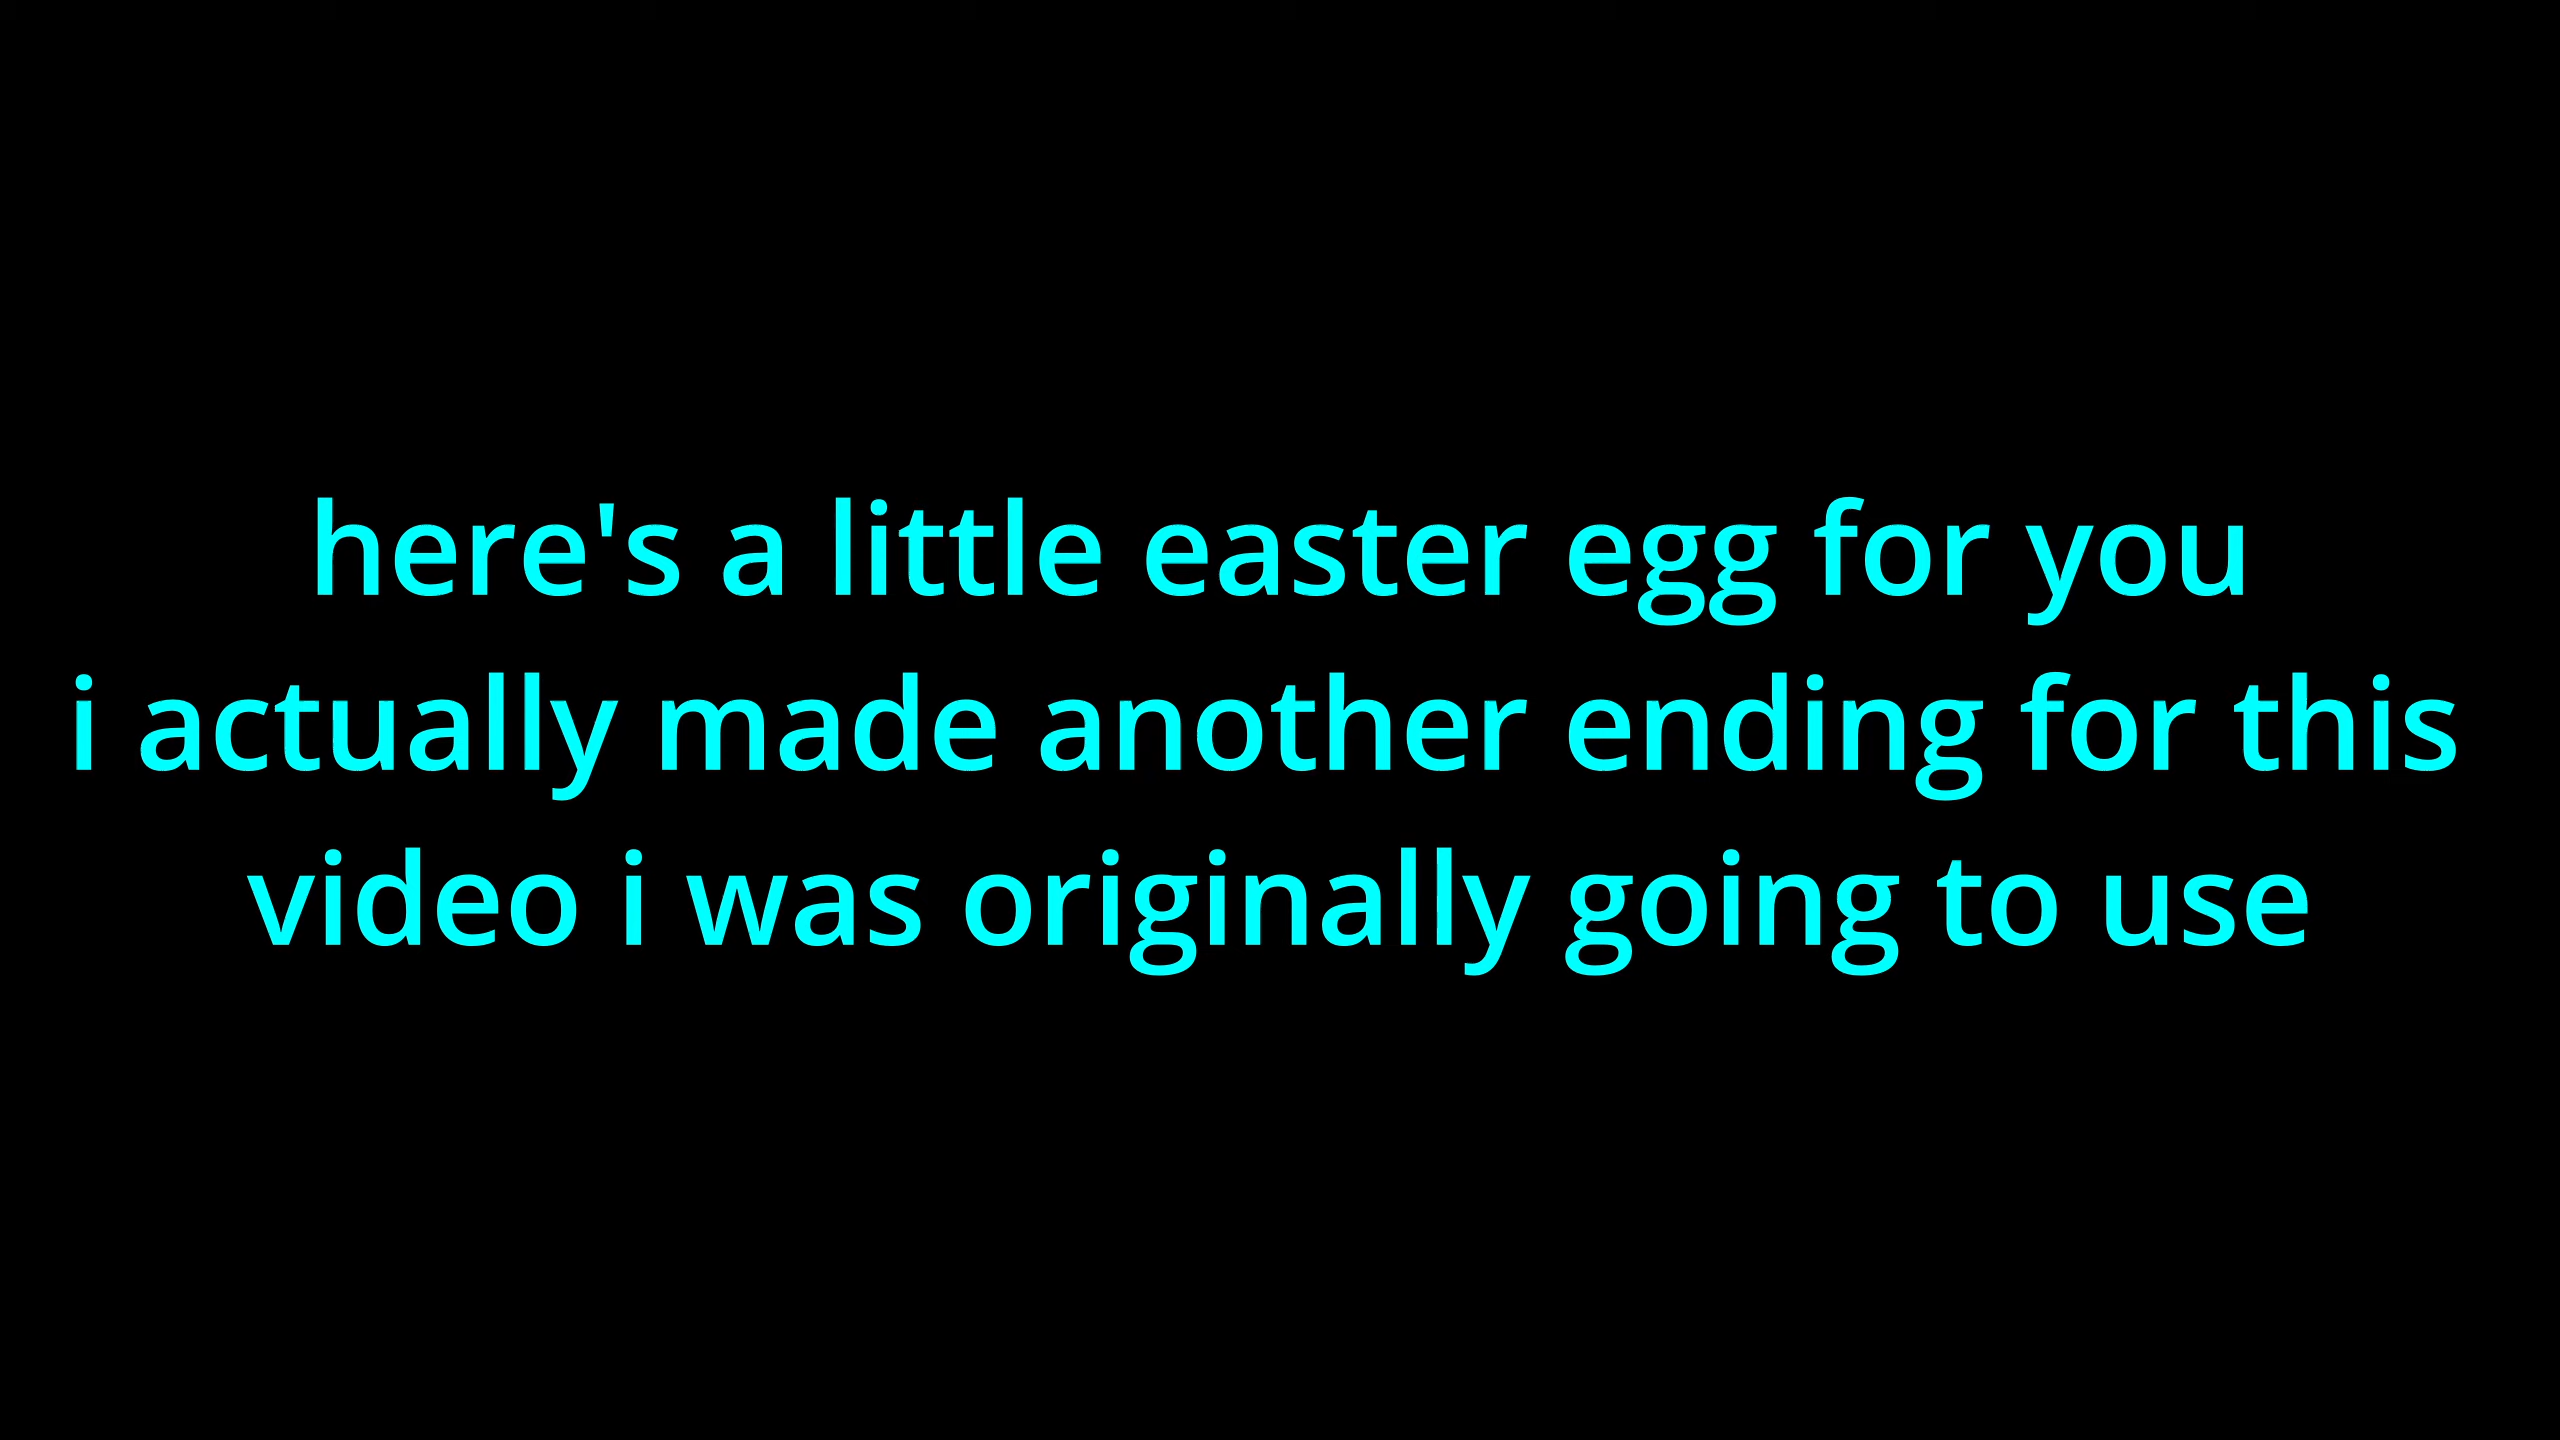 here's a little easter egg for you
i actually made another ending for this
video i was originally going to use